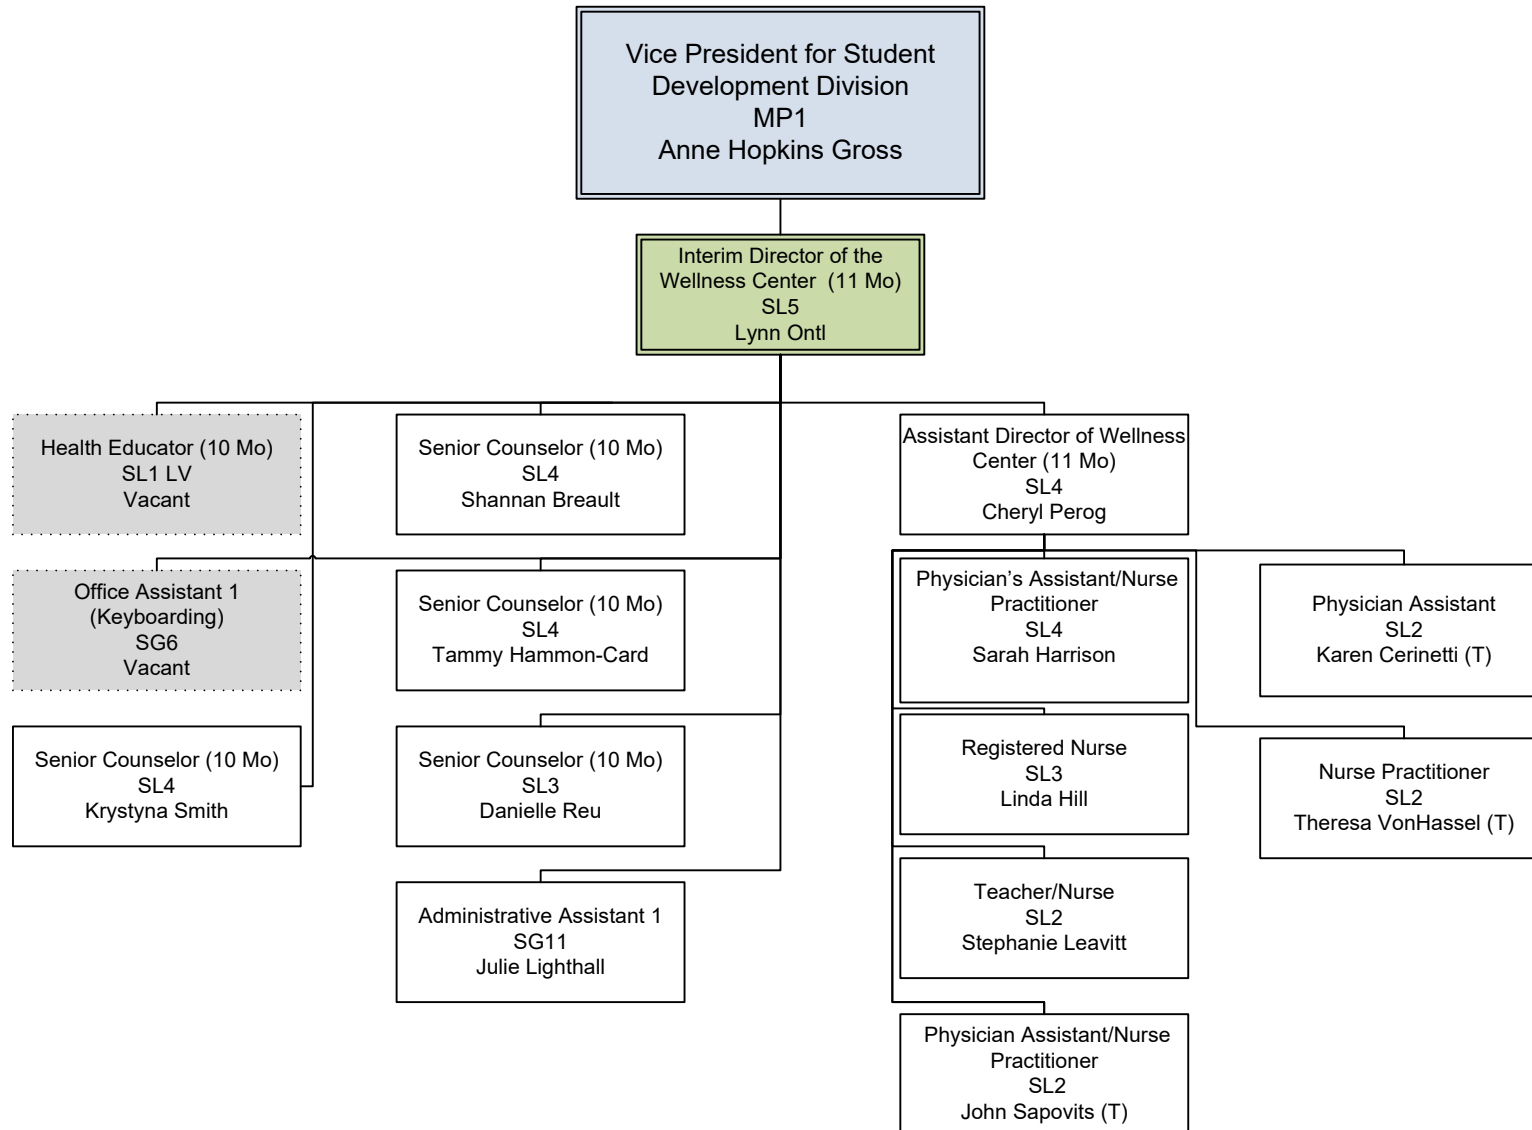 Vice President for Student
Development Division
MP1
Anne Hopkins Gross
Interim Director of the
Wellness Center  (11 Mo)
SL5
Lynn Ontl
Health Educator (10 Mo)
SL1 LV
Vacant
Senior Counselor (10 Mo)
SL4
Shannan Breault
Assistant Director of Wellness
Center (11 Mo)
SL4
Cheryl Perog
Office Assistant 1
(Keyboarding)
SG6
Vacant
Senior Counselor (10 Mo)
SL4
Tammy Hammon-Card
Physician’s Assistant/Nurse
Practitioner
SL4
Sarah Harrison
Physician Assistant
SL2
Karen Cerinetti (T)
Senior Counselor (10 Mo)
SL4
Krystyna Smith
Senior Counselor (10 Mo)
SL3
Danielle Reu
Registered Nurse
SL3
Linda Hill
Nurse Practitioner
SL2
Theresa VonHassel (T)
Administrative Assistant 1
SG11
Julie Lighthall
Teacher/Nurse
SL2
Stephanie Leavitt
Physician Assistant/Nurse
Practitioner
SL2
John Sapovits (T)